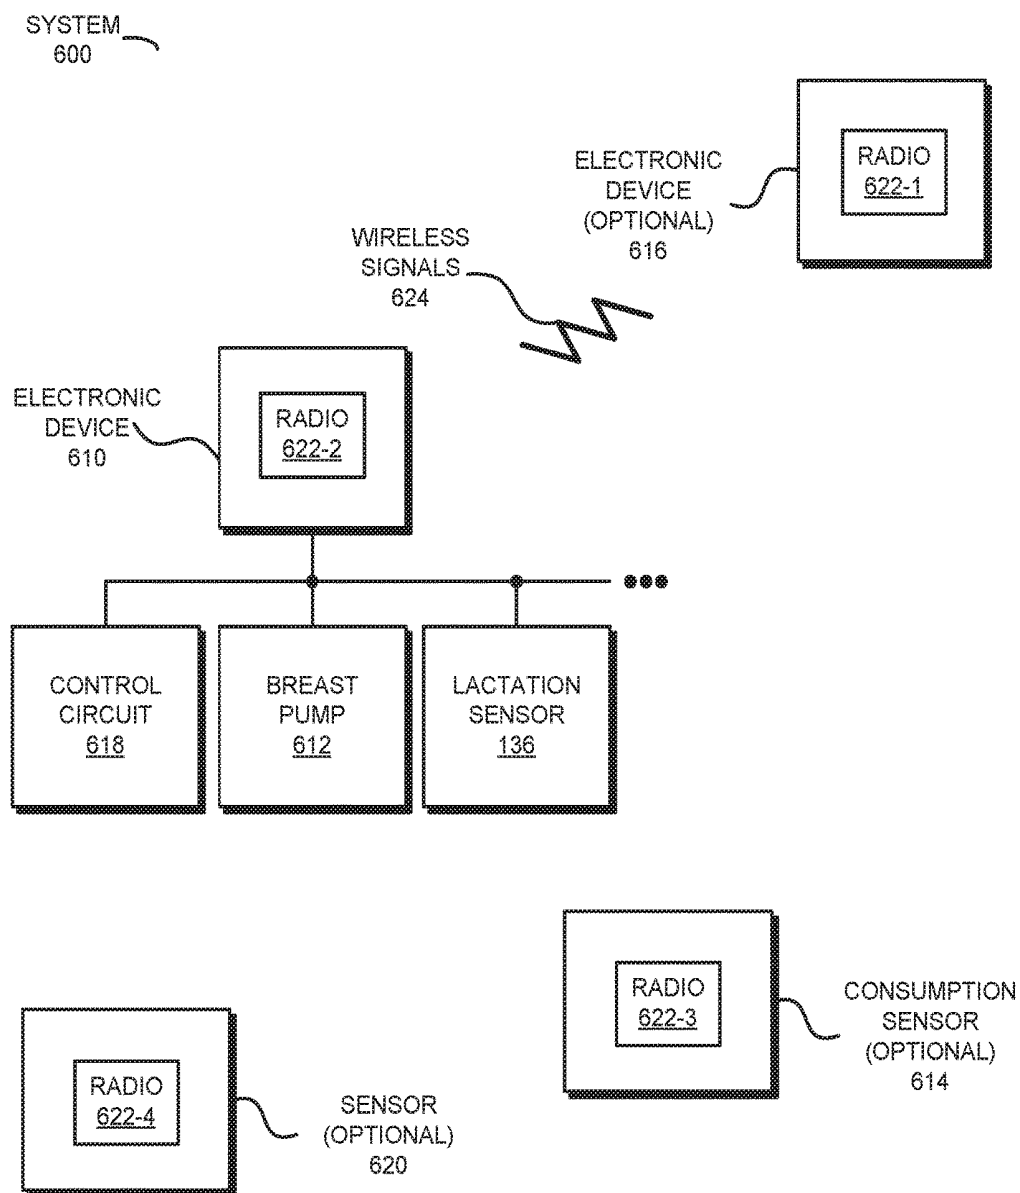 SYSTEM
600
RADIO
622-1
ELECTRONIC
DEVICE
(OPTIONAL)
616
WIRELESS
SIGNALS
624
ELECTRONIC
DEVICE
610
RADIO
622-2
CONTROL
CIRCUIT
618
BREAST
PUMP
612
LACTATION
SENSOR
136
RADIO
622-3
CONSUMPTION
SENSOR
(OPTIONAL)
614
RADIO
622-4
SENSOR
(OPTIONAL)
620